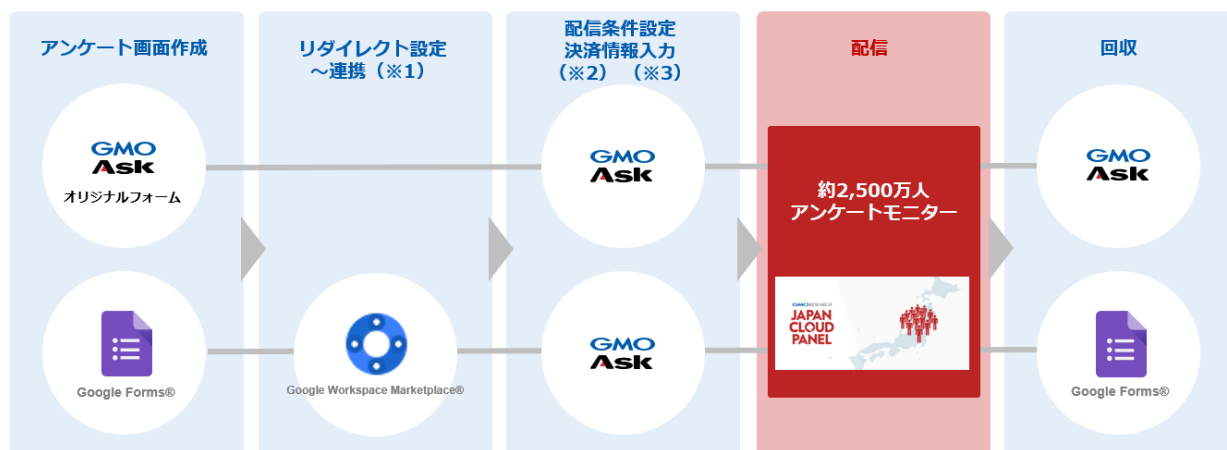 アンケート画面作成
リダイレクト設定
～連携（※1）
配信条件設定
決済情報入力
（※2）（※3）
配信
回収
GMO
Ask
オリジナルフォーム
GMO
Ask
約2,500万人
アンケートモニター
GMO
Ask
Google Forms®
Google Workspace Marketplace®
GMO
Ask
GMO RESEARCH
JAPAN
CLOUD
PANEL
Google Forms®